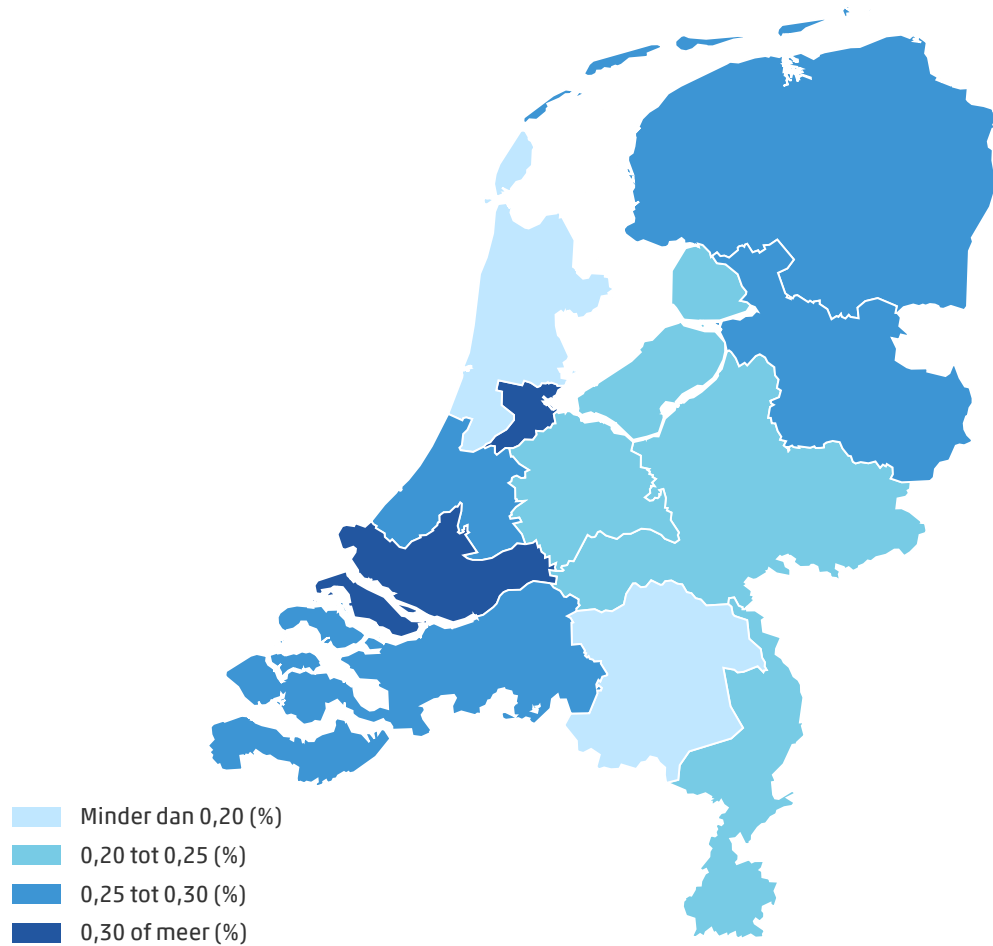 Minder dan 0,20 (%)
0,20 tot 0,25 (%)
0,25 tot 0,30 (%)
0,30 of meer (%)